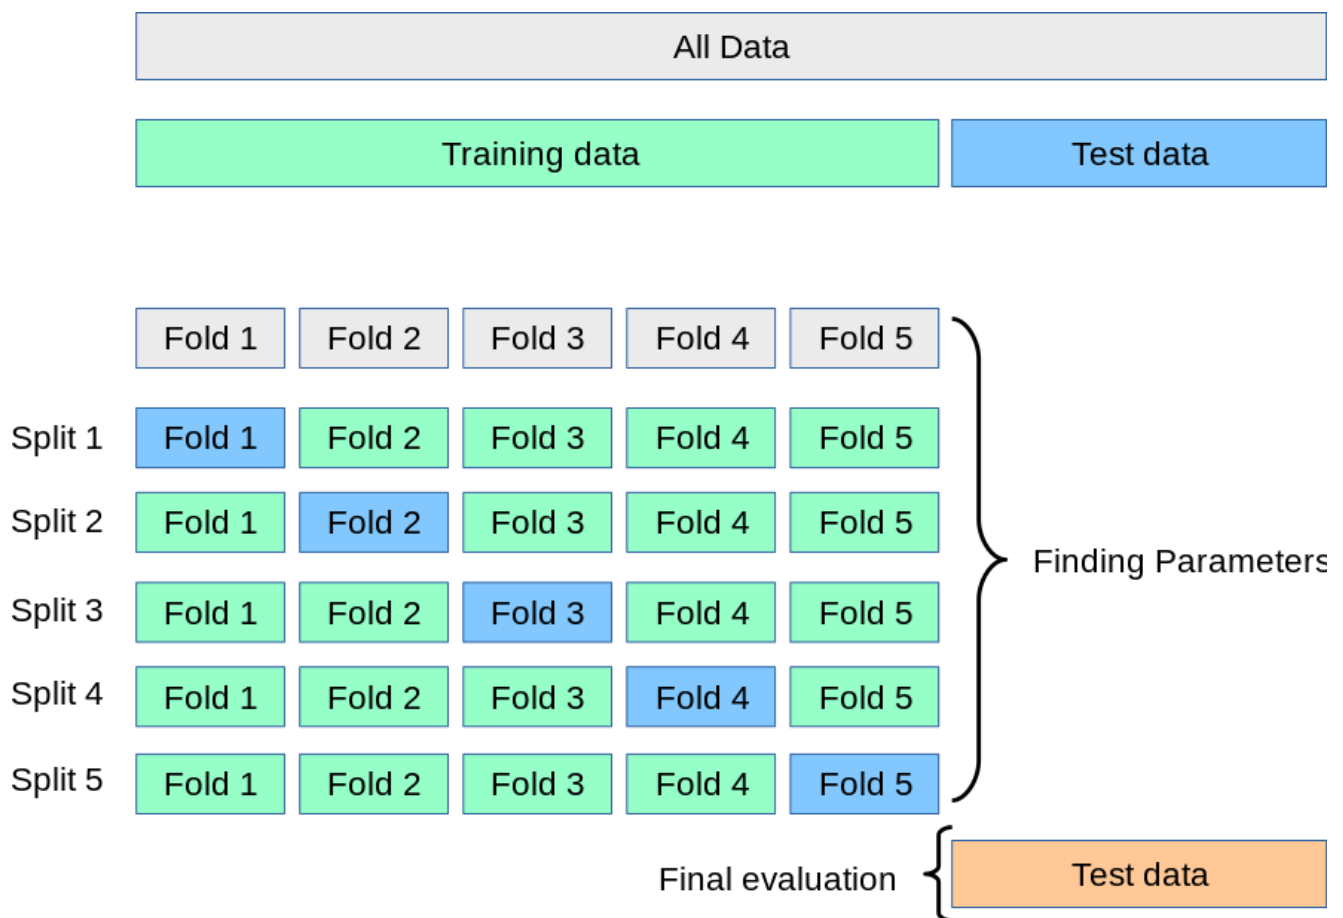 All Data
Training data Test data
Fold 1 Fold 2 Fold 3 Fold 4 Fold 5
Split 1 Fold 1 Fold 2 Fold 3 Fold 4 Fold 5
Split 2 Fold 1 Fold 2 Fold 3 Fold 4 Fold 5
Finding Parameters
Split 3 Fold 1 Fold 2 Fold 3 Fold 4 Fold 5
Split 4 Fold 1 Fold 2 Fold 3 Fold 4 Fold 5
Split 5 Fold 1 Fold 2 Fold 3 Fold 4 Fold 5
Final evaluation Test data